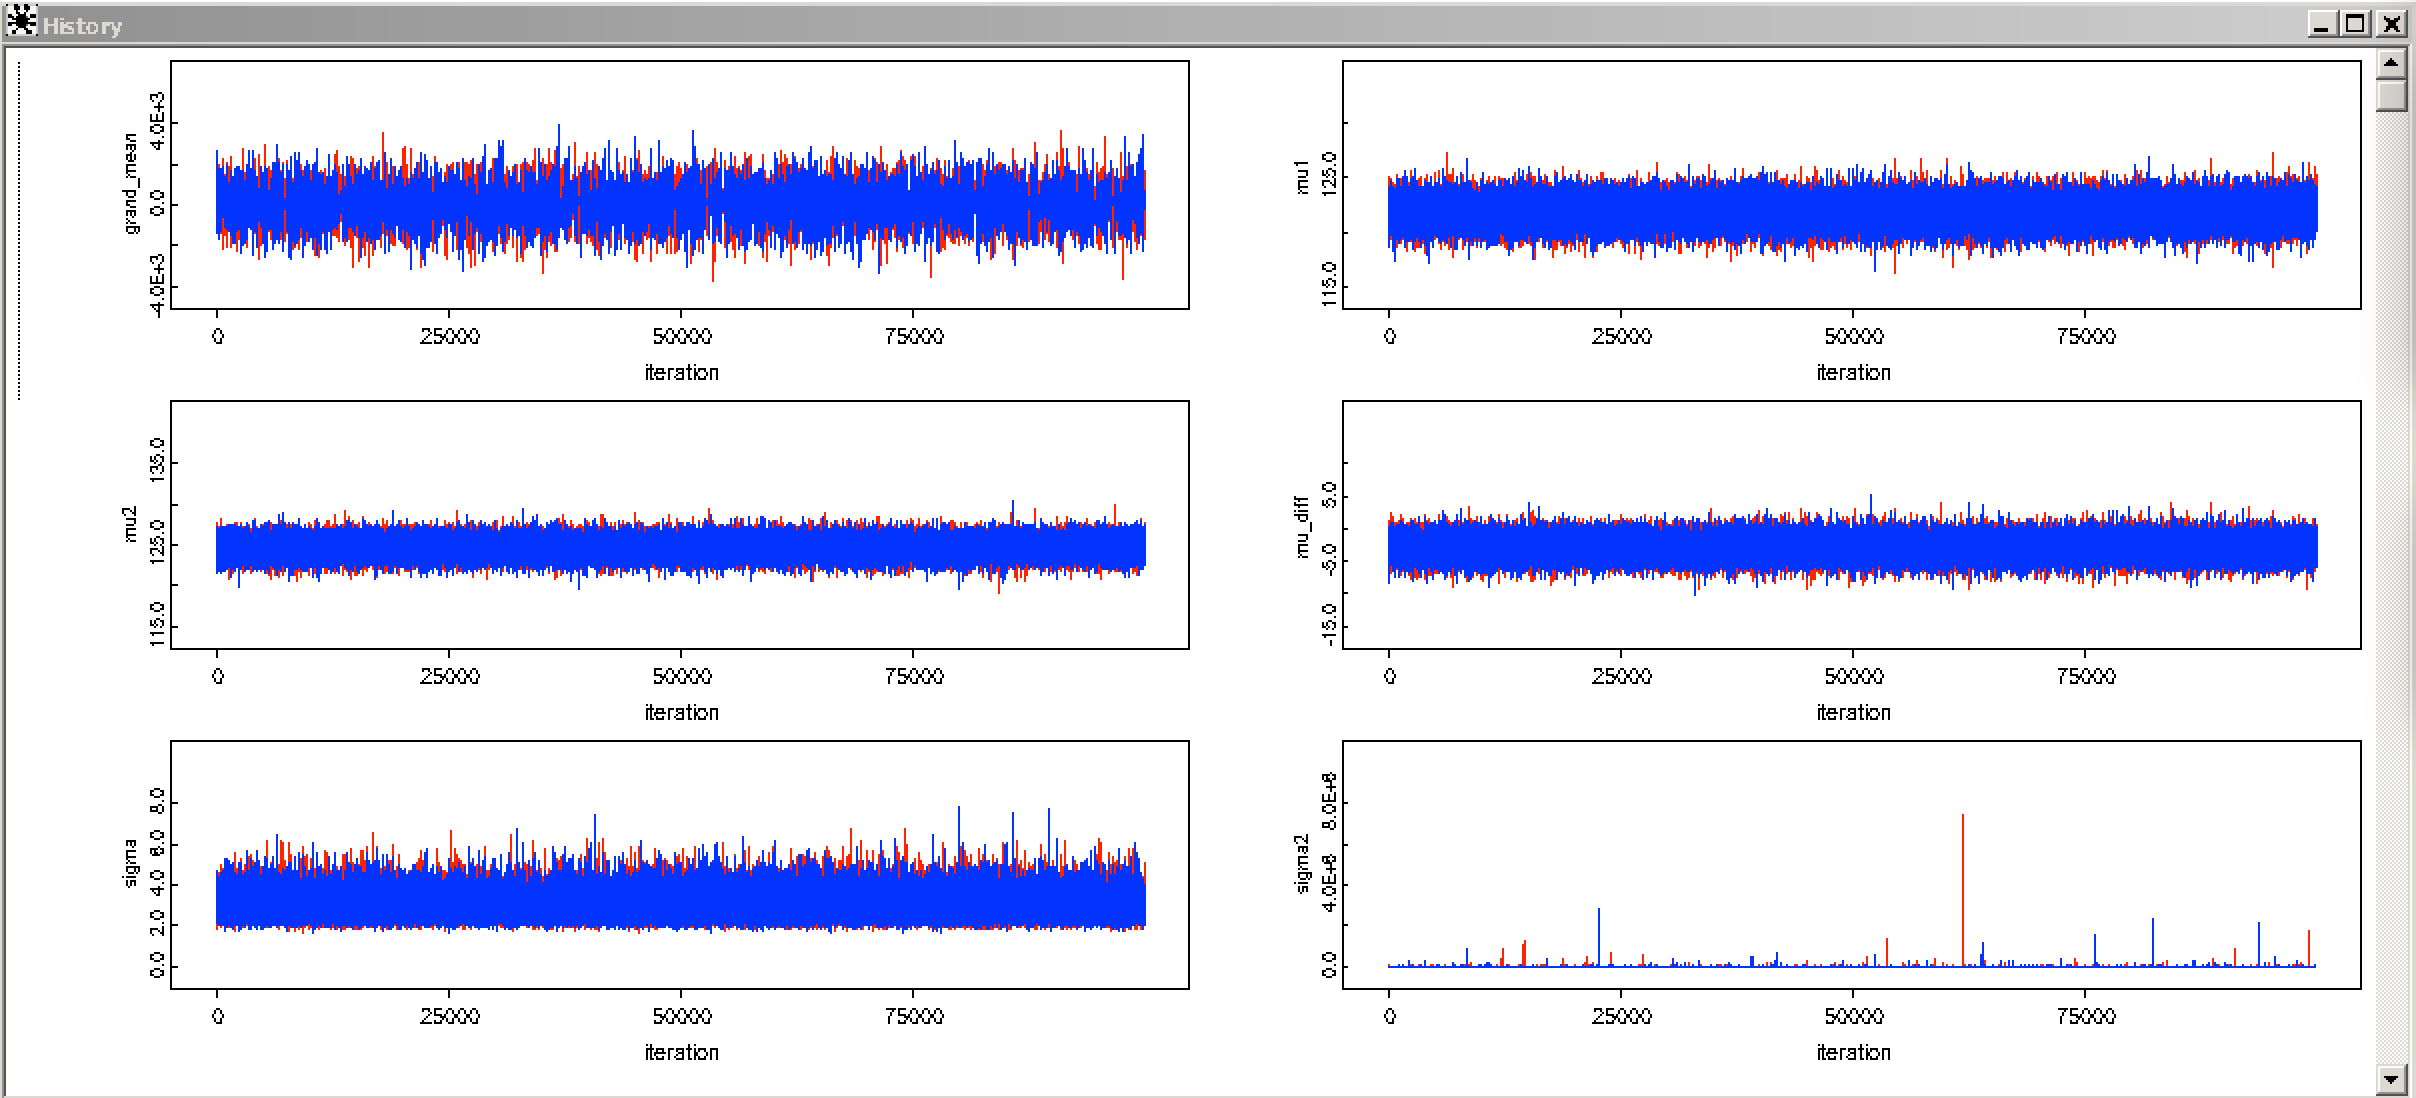 History
grand_mean
4.0E+3
0.0
-4.0E+3
0 25000 50000 75000
iteration
mu1
125.0
115.0
0 25000 50000 75000
iteration
mu2
135.0
125.0
115.0
0 25000 50000 75000
iteration
mu_diff
5.0
-5.0
-15.0
0 25000 50000 75000
iteration
sigma
8.0
6.0
4.0
2.0
0.0
0 25000 50000 75000
iteration
sigma2
8.0E+6
4.0E+6
0.0
0 25000 50000 75000
iteration